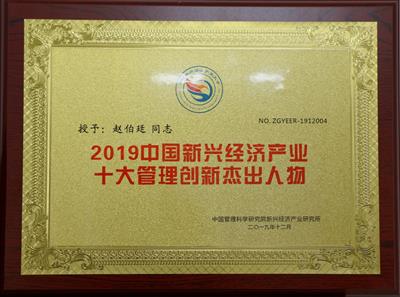 NO. ZGYEER-1912004
授予：赵伯廷 同志
2019中国新兴经济产业
十大管理创新杰出人物
中国管理科学研究院新兴经济产业研究所
二〇一九年十二月